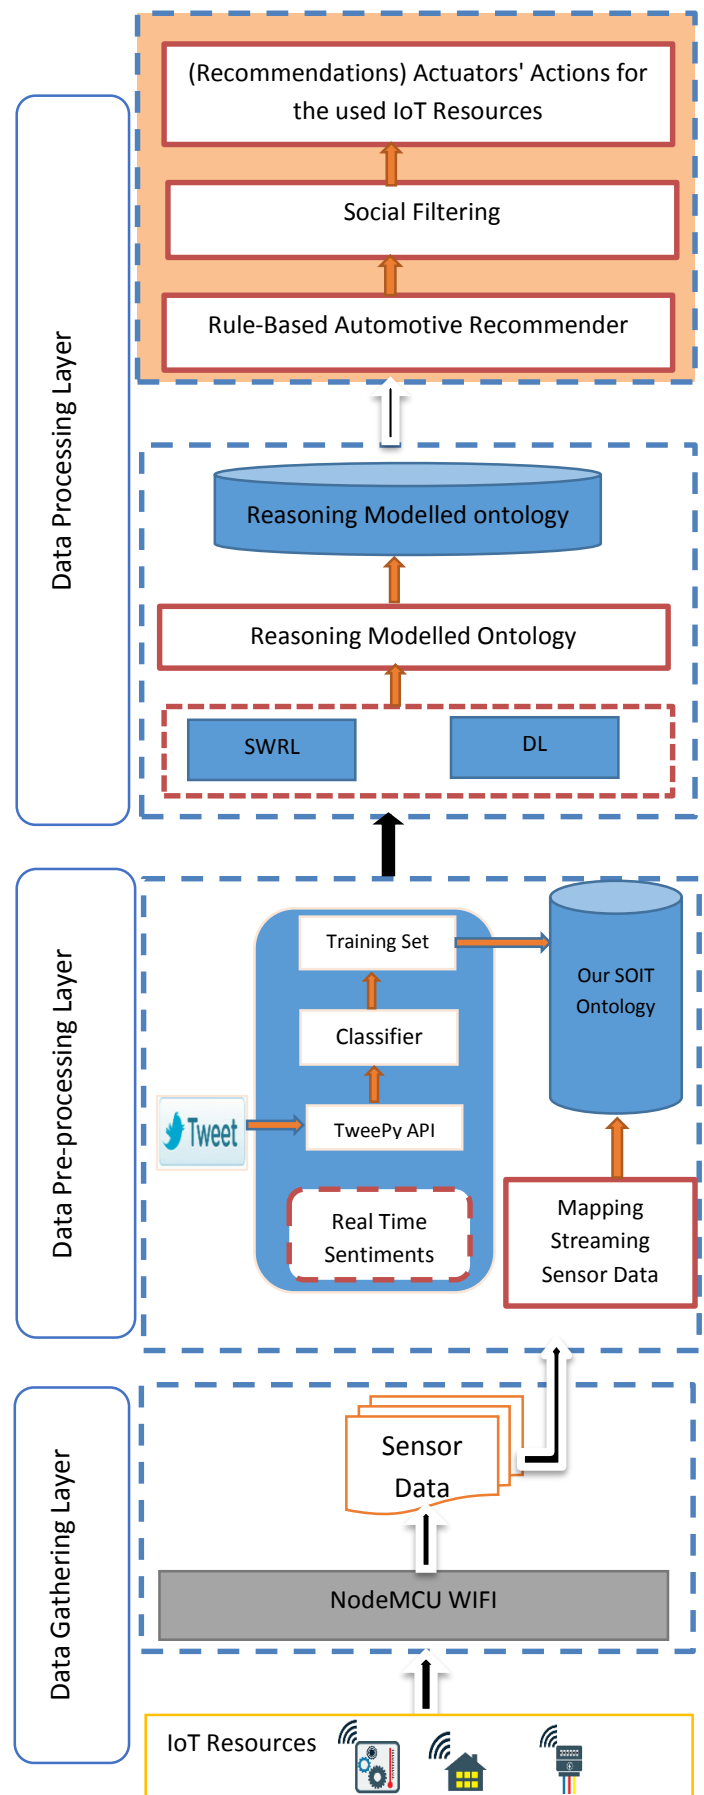 (Recommendations) Actuators' Actions for
the used IoT Resources
Social Filtering
Rule-Based Automotive Recommender
Data Processing Layer
Reasoning Modelled ontology
Reasoning Modelled Ontology
SWRL
DL
Data Pre-processing Layer
Training Set
Our SOIT
Ontology
Classifier
Tweet
TweePy API
Real Time
Sentiments
Mapping
Streaming
Sensor Data
Data Gathering Layer
Sensor
Data
NodeMCU WIFI
IoT Resources